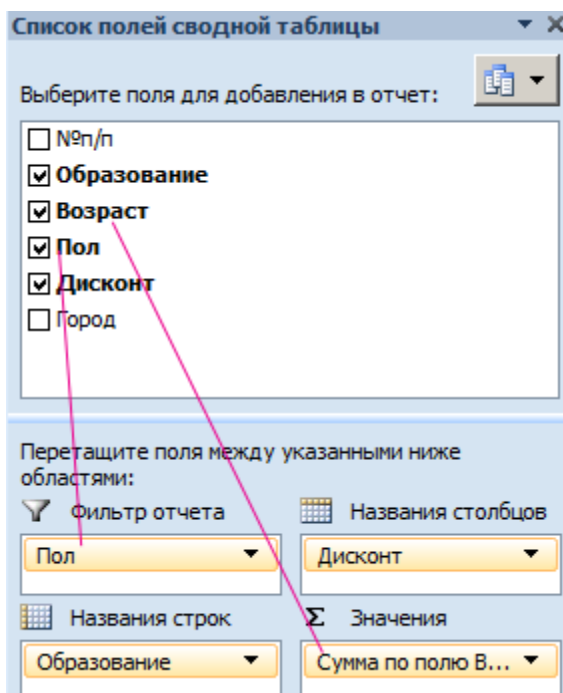 Список полей сводной таблицы
Выберите поля для добавления в отчет:
№п/п
Образование
Возраст
Пол
Дисконт
Город
Перетащите поля между указанными ниже
областями:
Фильтр отчета
Названия столбцов
Пол
Дисконт
Названия строк
Σ Значения
Образование
Сумма по полю В...